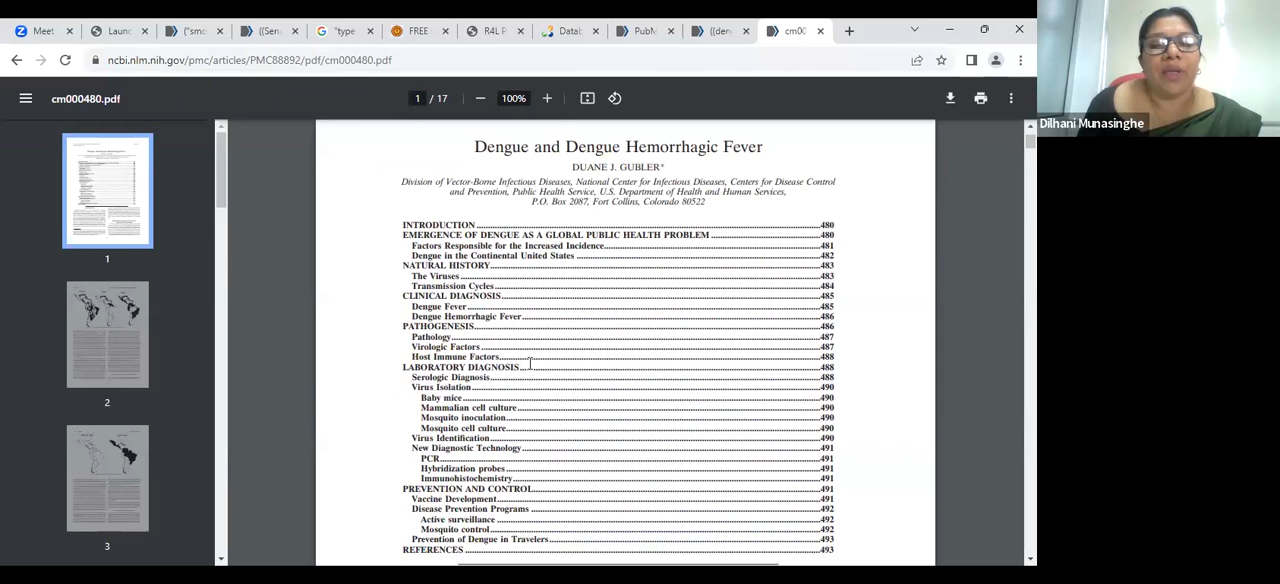 Meet
Launc
("smo
((Sen
"type
FREE
R4L P
Datab
PubM
((den
cm00
ncbi.nlm.nih.gov/pmc/articles/PMC88892/pdf/cm000480.pdf
cm000480.pdf
1 / 17
100%
Dilhani Munasinghe
Dengue and Dengue Hemorrhagic Fever
DUANE J. GUBLER*
Division of Vector-Borne Infectious Diseases, National Center for Infectious Diseases, Centers for Disease Control
and Prevention, Public Health Service, U.S. Department of Health and Human Services,
P.O. Box 2087, Fort Collins, Colorado 80522
INTRODUCTION 480
EMERGENCE OF DENGUE AS A GLOBAL PUBLIC HEALTH PROBLEM 480
Factors Responsible for the Increased Incidence 481
Dengue in the Continental United States 482
NATURAL HISTORY 483
The Viruses 483
Transmission Cycles 484
CLINICAL DIAGNOSIS 485
Dengue Fever 485
Dengue Hemorrhagic Fever 486
PATHOGENESIS 486
Pathology 487
Virologic Factors 487
Host Immune Factors 488
LABORATORY DIAGNOSIS 488
Serologic Diagnosis 488
Virus Isolation 490
Baby mice 490
Mammalian cell culture 490
Mosquito inoculation 490
Mosquito cell culture 490
Virus Identification 490
New Diagnostic Technology 491
PCR 491
Hybridization probes 491
Immunohistochemistry 491
PREVENTION AND CONTROL 491
Vaccine Development 491
Disease Prevention Programs 492
Active surveillance 492
Mosquito control 492
Prevention of Dengue in Travelers 493
REFERENCES 493
1
2
3